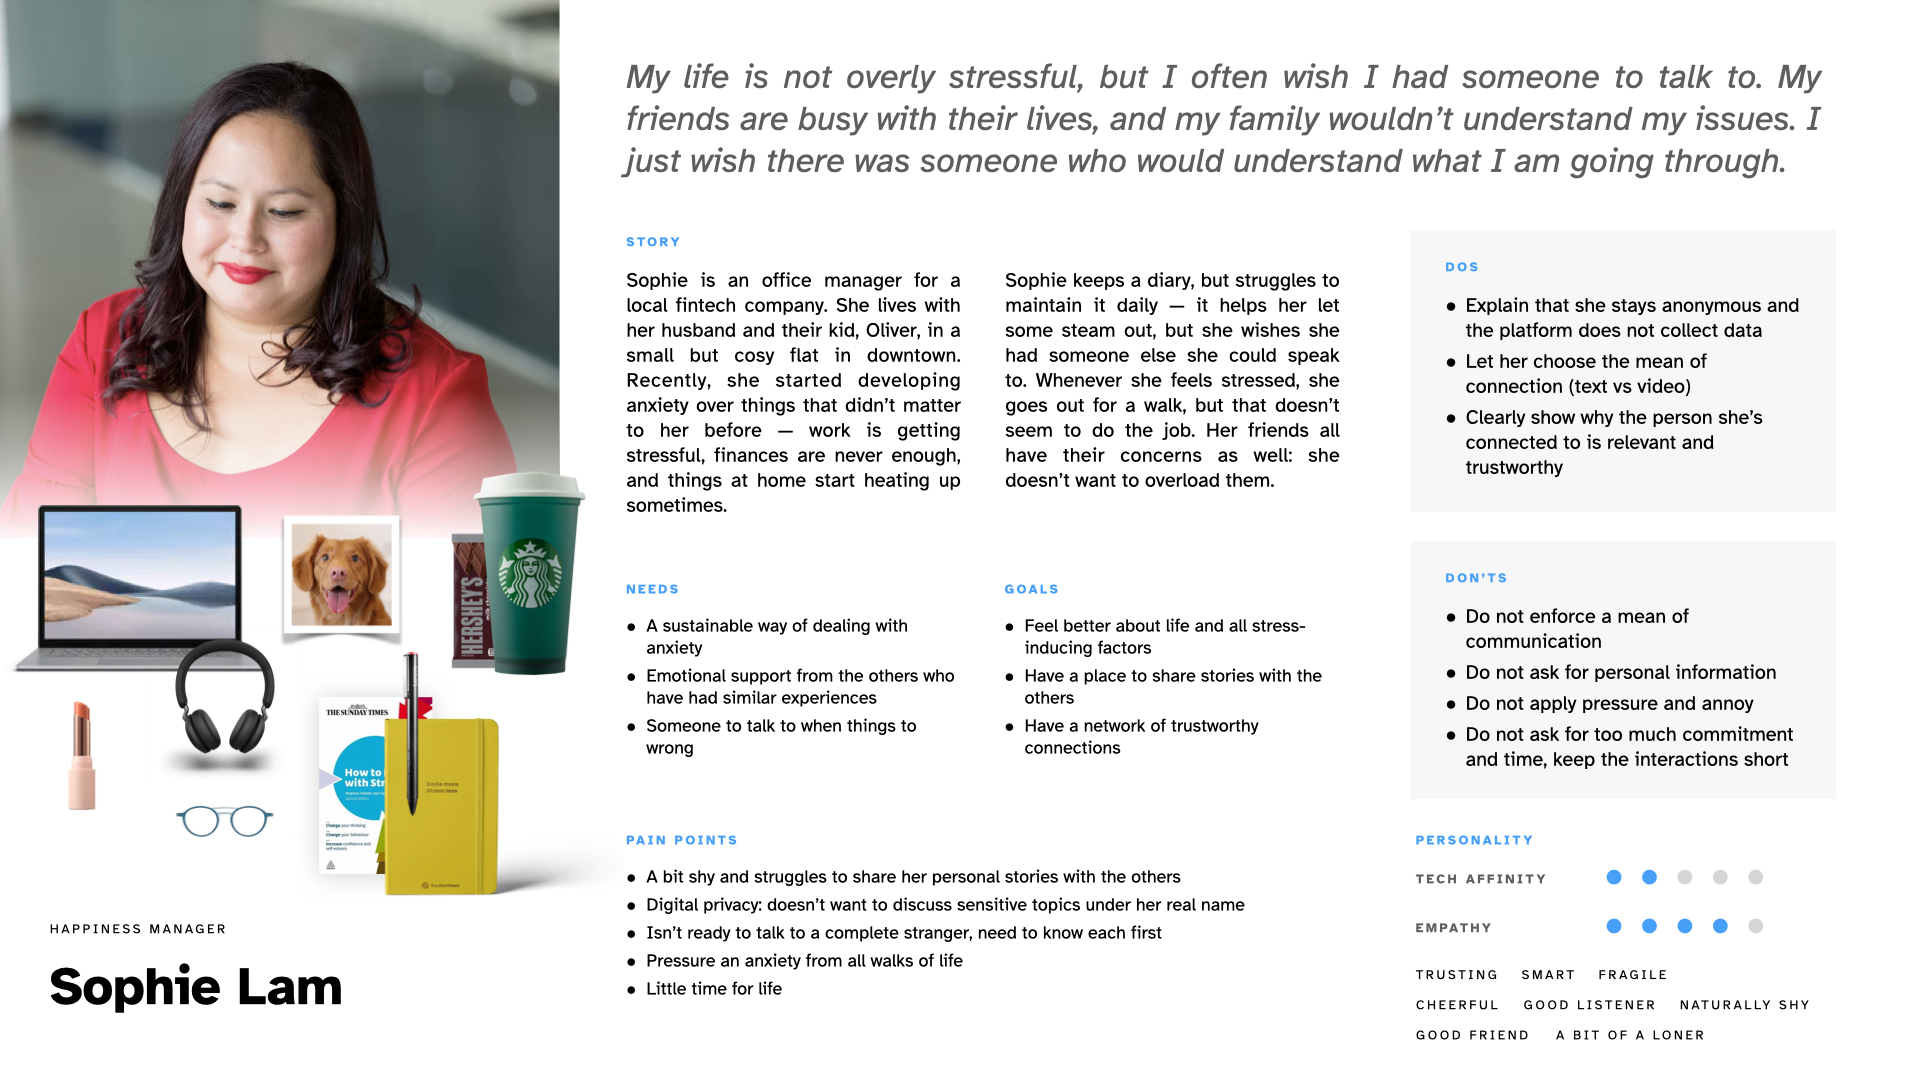 My life is not overly stressful, but I often wish I had someone to talk to. My
friends are busy with their lives, and my family wouldn’t understand my issues. I
just wish there was someone who would understand what I am going through.
STORY
Sophie is an office manager for a
local fintech company. She lives with
her husband and their kid, Oliver, in a
small but cosy flat in downtown.
Recently, she started developing
anxiety over things that didn’t matter
to her before — work is getting
stressful, finances are never enough,
and things at home start heating up
sometimes.
Sophie keeps a diary, but struggles to
maintain it daily — it helps her let
some steam out, but she wishes she
had someone else she could speak
to. Whenever she feels stressed, she
goes out for a walk, but that doesn’t
seem to do the job. Her friends all
have their concerns as well: she
doesn’t want to overload them.
DOS
● Explain that she stays anonymous and
the platform does not collect data
● Let her choose the mean of
connection (text vs video)
● Clearly show why the person she’s
connected to is relevant and
trustworthy
NEEDS
● A sustainable way of dealing with
anxiety
● Emotional support from the others who
have had similar experiences
● Someone to talk to when things to
wrong
GOALS
● Feel better about life and all stress-
inducing factors
● Have a place to share stories with the
others
● Have a network of trustworthy
connections
DON’TS
● Do not enforce a mean of
communication
● Do not ask for personal information
● Do not apply pressure and annoy
● Do not ask for too much commitment
and time, keep the interactions short
PAIN POINTS
● A bit shy and struggles to share her personal stories with the others
● Digital privacy: doesn’t want to discuss sensitive topics under her real name
● Isn’t ready to talk to a complete stranger, need to know each first
● Pressure an anxiety from all walks of life
● Little time for life
PERSONALITY
TECH AFFINITY
EMPATHY
TRUSTING SMART FRAGILE
CHEERFUL GOOD LISTENER NATURALLY SHY
GOOD FRIEND A BIT OF A LONER
HERSHEY'S
THE SUNDAY TIMES
How to
with Str
Change your thinking
Change your behaviour
Increase confidence and
self-esteem
Smile more
Stress less
HAPPINESS MANAGER
Sophie Lam